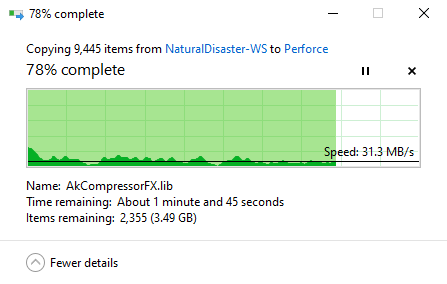 78% complete
Copying 9,445 items from NaturalDisaster-WS to Perforce
78% complete
Speed: 31.3 MB/s
Name: AkCompressorFX.lib
Time remaining: About 1 minute and 45 seconds
Items remaining: 2,355 (3.49 GB)
Fewer details